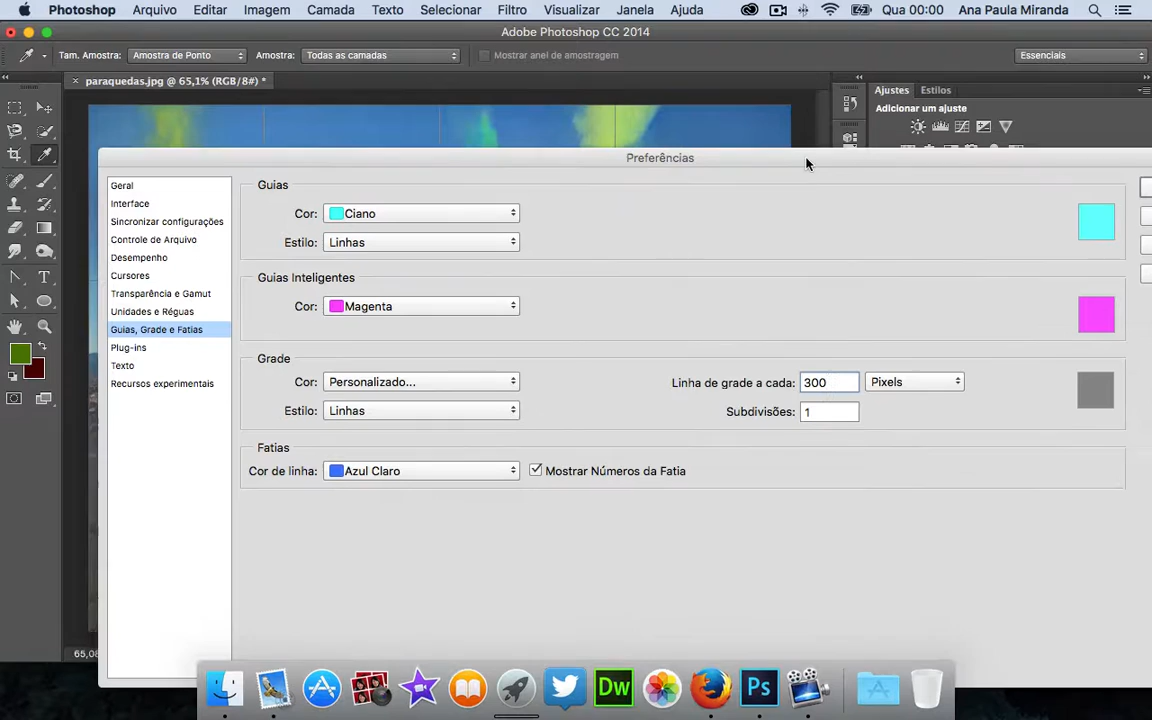 Photoshop Arquivo Editar Imagem Camada Texto Selecionar Filtro Visualizar Janela Ajuda Qua 00:00 Ana Paula Miranda
Adobe Photoshop CC 2014
Tam. Amostra: Amostra de Ponto Amostra: Todas as camadas Mostrar anel de amostragem Essenciais
× paraquedas.jpg @ 65,1% (RGB/8#) *
Ajustes Estilos
Adicionar um ajuste
Preferências
Geral
Interface
Sincronizar configurações
Controle de Arquivo
Desempenho
Cursores
Transparência e Gamut
Unidades e Réguas
Guias, Grade e Fatias
Plug-ins
Texto
Recursos experimentais
Guias
Cor: Ciano
Estilo: Linhas
Guias Inteligentes
Cor: Magenta
Grade
Cor: Personalizado... Linha de grade a cada: 300 Pixels
Estilo: Linhas Subdivisões: 1
Fatias
Cor de linha: Azul Claro Mostrar Números da Fatia
T
Dw Ps